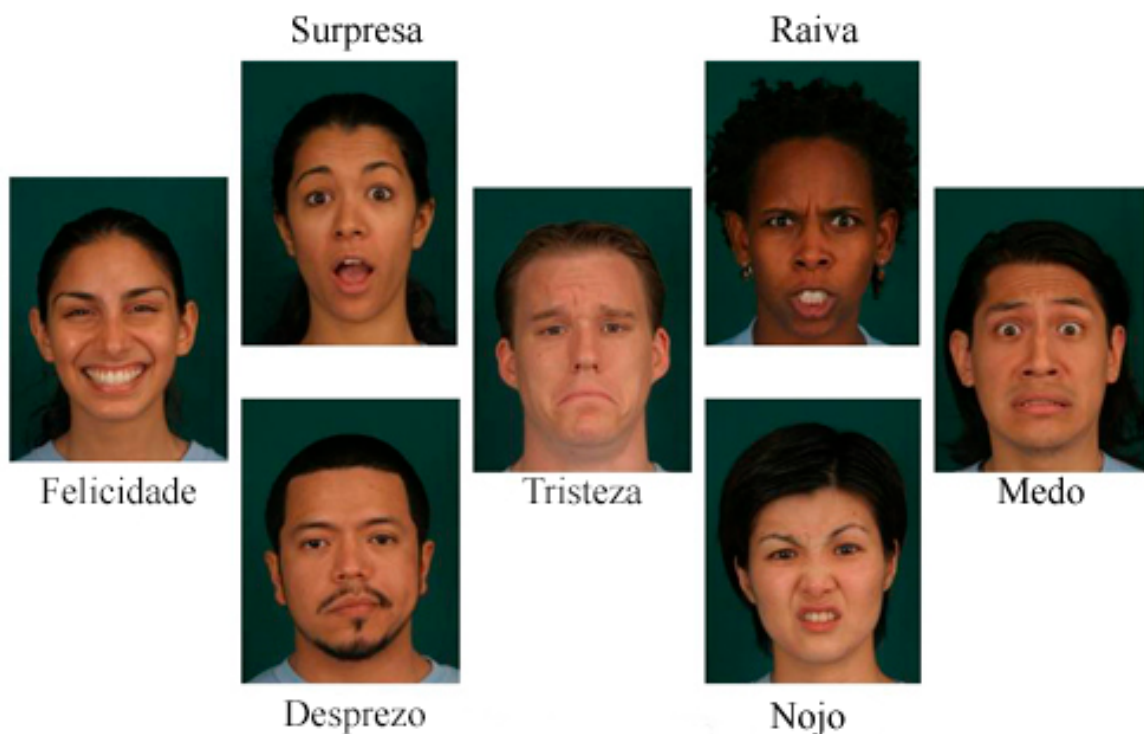 Surpresa
Raiva
Felicidade
Tristeza
Medo
Desprezo
Nojo